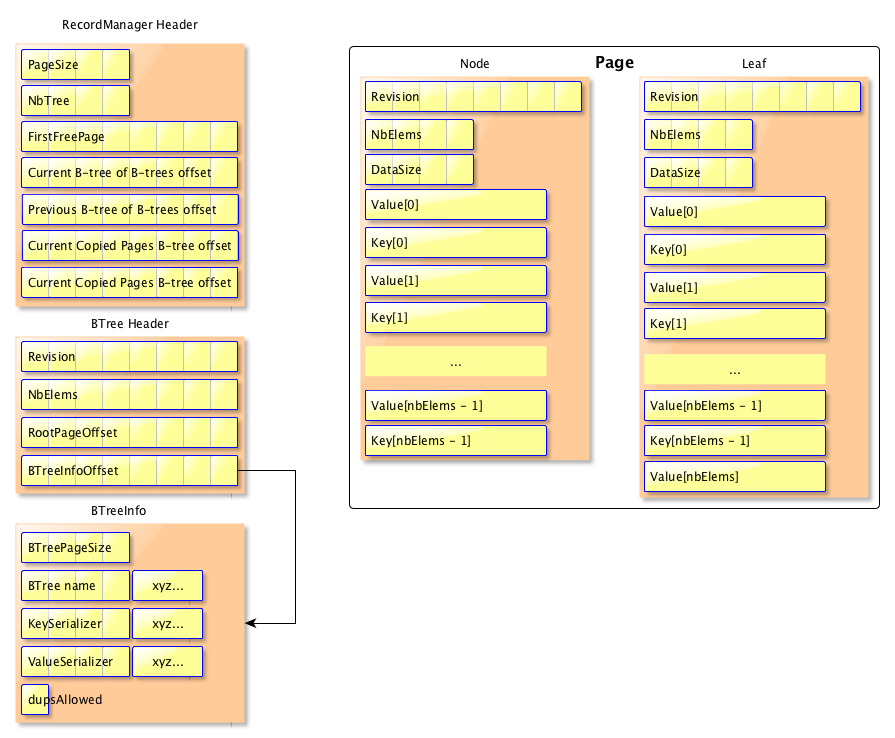 RecordManager Header
PageSize
NbTree
FirstFreePage
Current B-tree of B-trees offset
Previous B-tree of B-trees offset
Current Copied Pages B-tree offset
Current Copied Pages B-tree offset
BTree Header
Revision
NbElems
RootPageOffset
BTreeInfoOffset
BTreeInfo
BTreePageSize
BTree name xyz...
KeySerializer xyz...
ValueSerializer xyz...
dupsAllowed
Page
Node
Revision
NbElems
DataSize
Value[0]
Key[0]
Value[1]
Key[1]
...
Value[nbElems - 1]
Key[nbElems - 1]
Leaf
Revision
NbElems
DataSize
Value[0]
Key[0]
Value[1]
Key[1]
...
Value[nbElems - 1]
Key[nbElems - 1]
Value[nbElems]